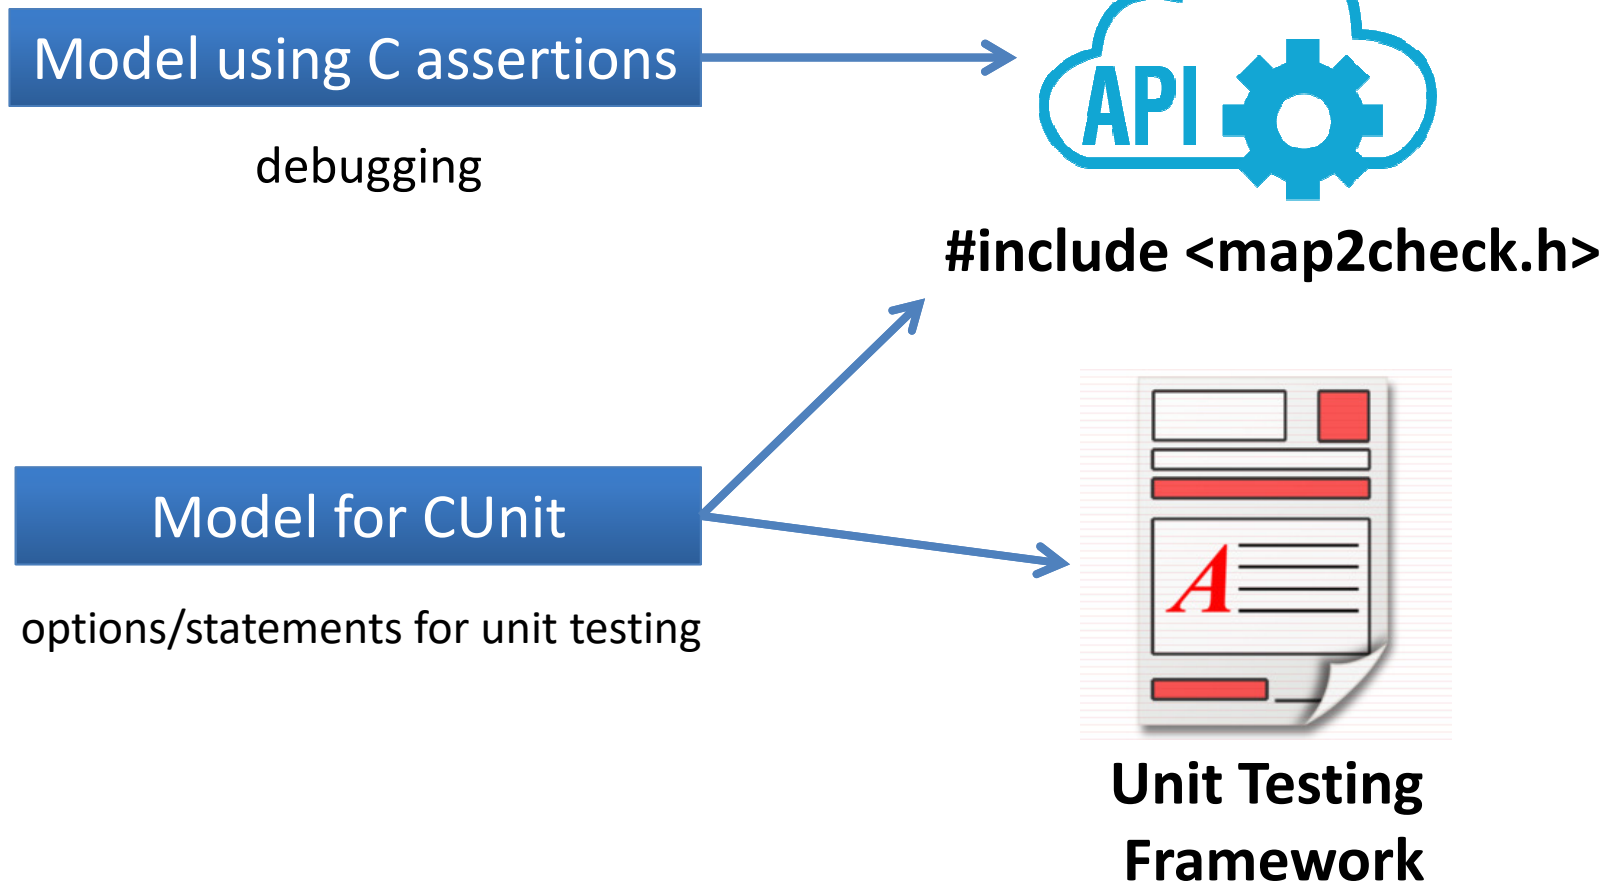 Model using C assertions
debugging
API
#include <map2check.h>
Model for CUnit
options/statements for unit testing
A
Unit Testing
Framework